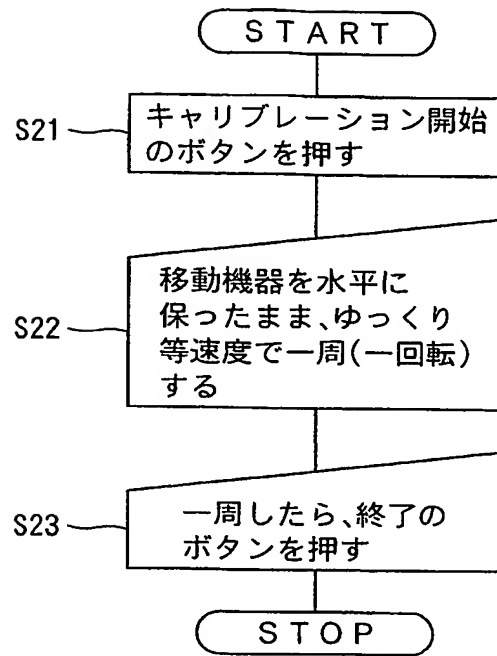 START
S21
キャリブレーション開始
のボタンを押す
S22
移動機器を水平に
保ったまま、ゆっくり
等速度で一周(一回転)
する
S23
一周したら、終了の
ボタンを押す
STOP